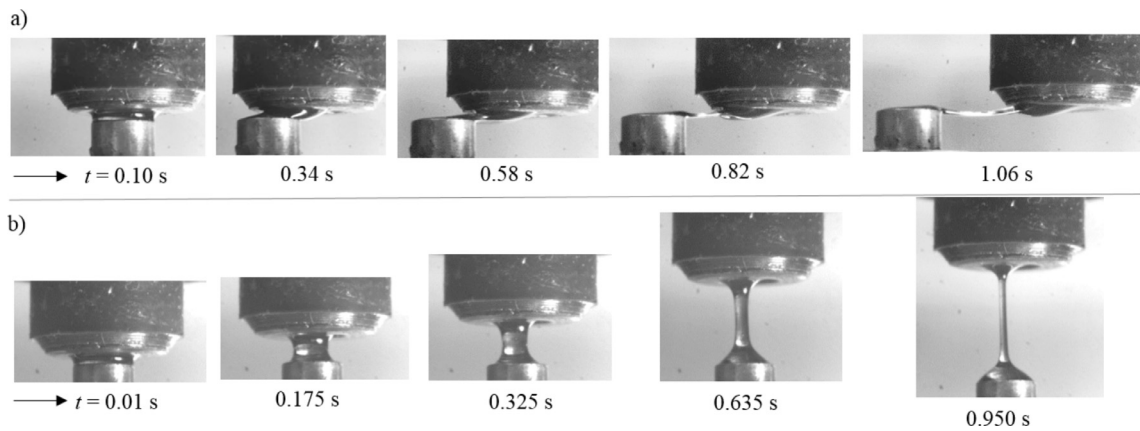 a)
t = 0.10 s 0.34 s 0.58 s 0.82 s 1.06 s
b)
t = 0.01 s 0.175 s 0.325 s 0.635 s 0.950 s